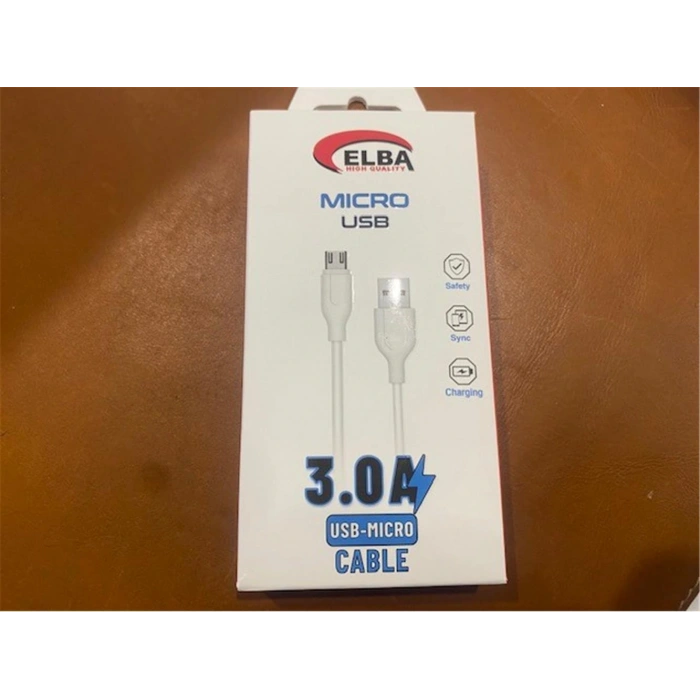 ELBA
HIGH QUALITY
MICRO
USB
Safety
Sync
Charging
3.0A
USB-MICRO
CABLE